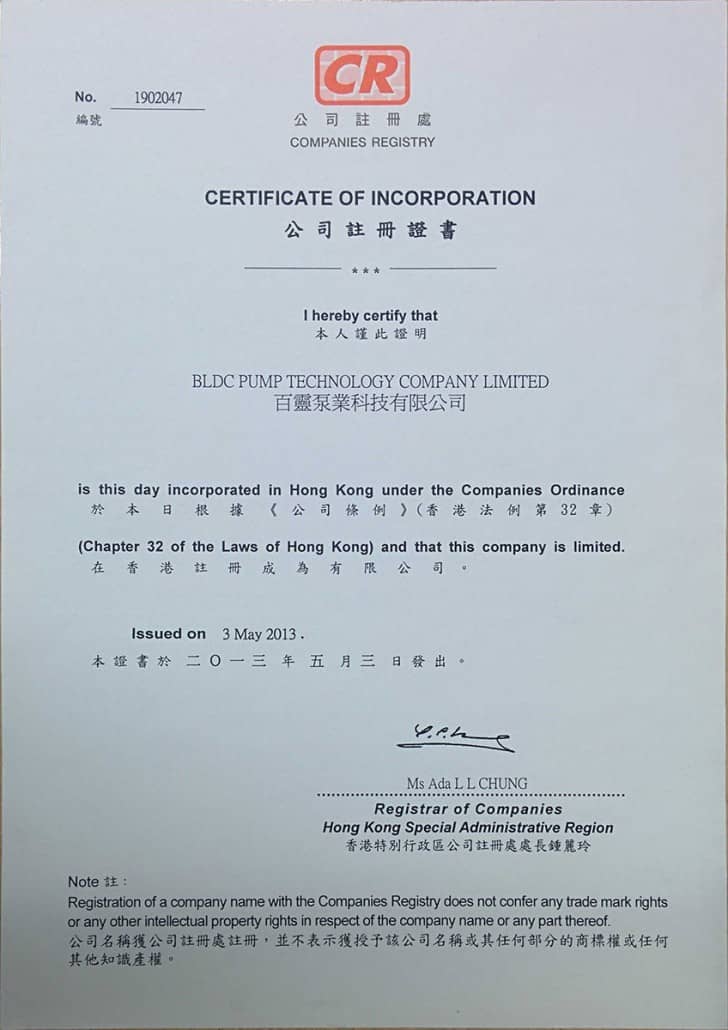 CR
No. 1902047
編號
公司註冊處
COMPANIES REGISTRY
CERTIFICATE OF INCORPORATION
公司註冊證書
***
I hereby certify that
本人謹此證明
BLDC PUMP TECHNOLOGY COMPANY LIMITED
百靈泵業科技有限公司
is this day incorporated in Hong Kong under the Companies Ordinance
於本日根據《公司條例》(香港法例第32章)
(Chapter 32 of the Laws of Hong Kong) and that this company is limited.
在香港註冊成為有限公司。
Issued on 3 May 2013 .
本證書於二O一三年五月三日發出。
Ms Ada L L CHUNG
Registrar of Companies
Hong Kong Special Administrative Region
香港特別行政區公司註冊處處長鍾麗玲
Note 註：
Registration of a company name with the Companies Registry does not confer any trade mark rights
or any other intellectual property rights in respect of the company name or any part thereof.
公司名稱獲公司註冊處註冊，並不表示獲授予該公司名稱或其任何部分的商標權或任何
其他知識產權。